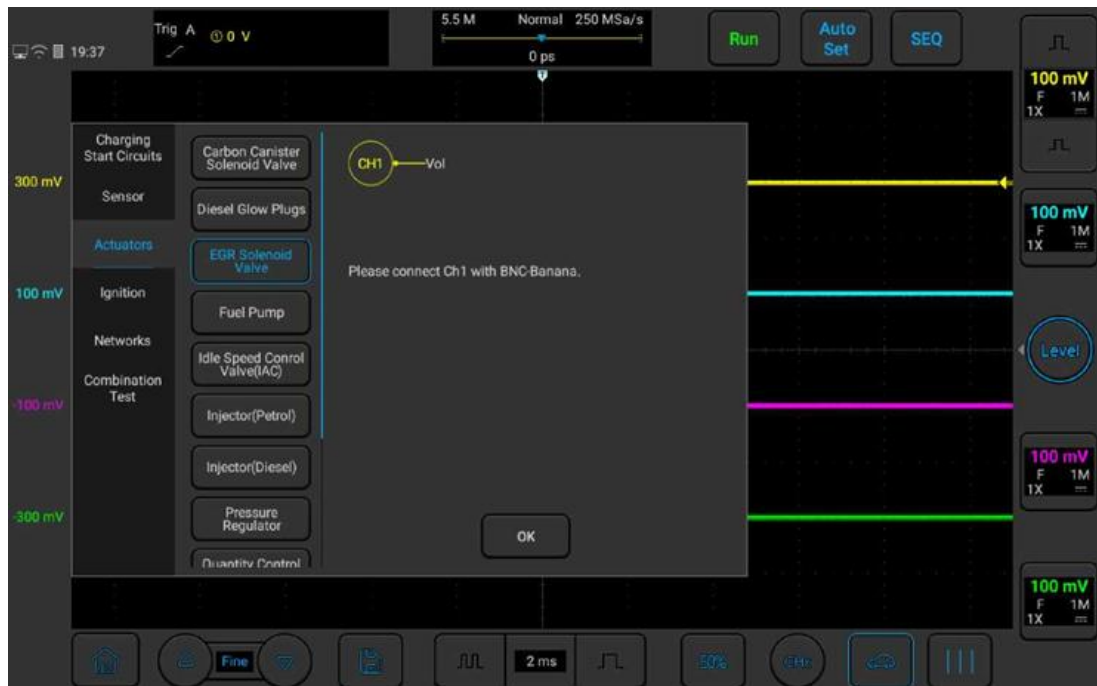 19:37
Trig A ① 0 V
5.5 M Normal 250 MSa/s
0 ps
Run
Auto
Set
SEQ
T
100 mV
F 1M
1X
300 mV
100 mV
-100 mV
-300 mV
Charging
Start Circuits
Sensor
Actuators
Ignition
Networks
Combination
Test
Carbon Canister
Solenoid Valve
Diesel Glow Plugs
EGR Solenoid
Valve
Fuel Pump
Idle Speed Conrol
Valve(IAC)
Injector(Petrol)
Injector(Diesel)
Pressure
Regulator
Quantity Control
CH1 Vol
Please connect Ch1 with BNC-Banana.
OK
100 mV
F 1M
1X
Level
100 mV
F 1M
1X
100 mV
F 1M
1X
Fine
2 ms
50%